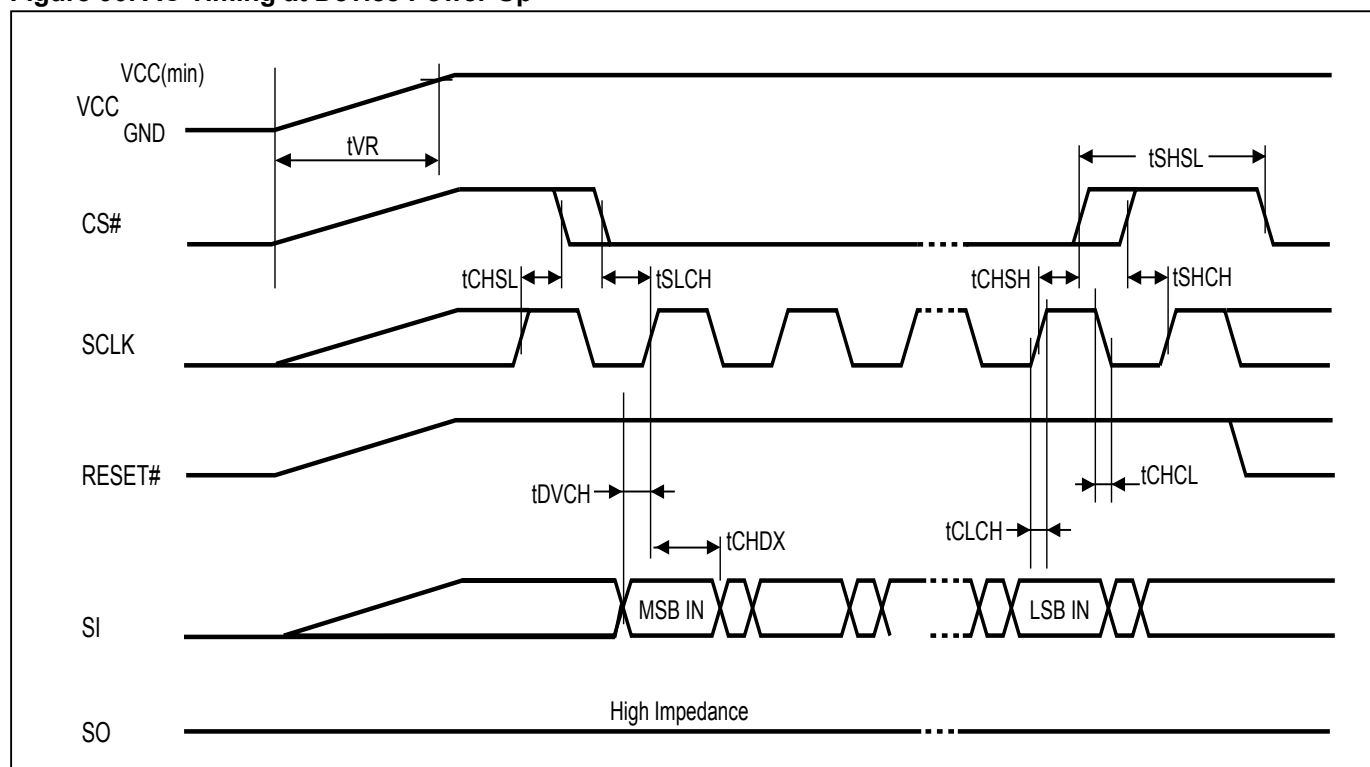 VCC(min)
VCC
GND
tVR
tSHSL
CS#
tCHSL
tSLCH
tCHSH
tSHCH
SCLK
RESET#
tDVCH
tCHCL
tCLCH
tCHDX
MSB IN
LSB IN
SI
High Impedance
SO